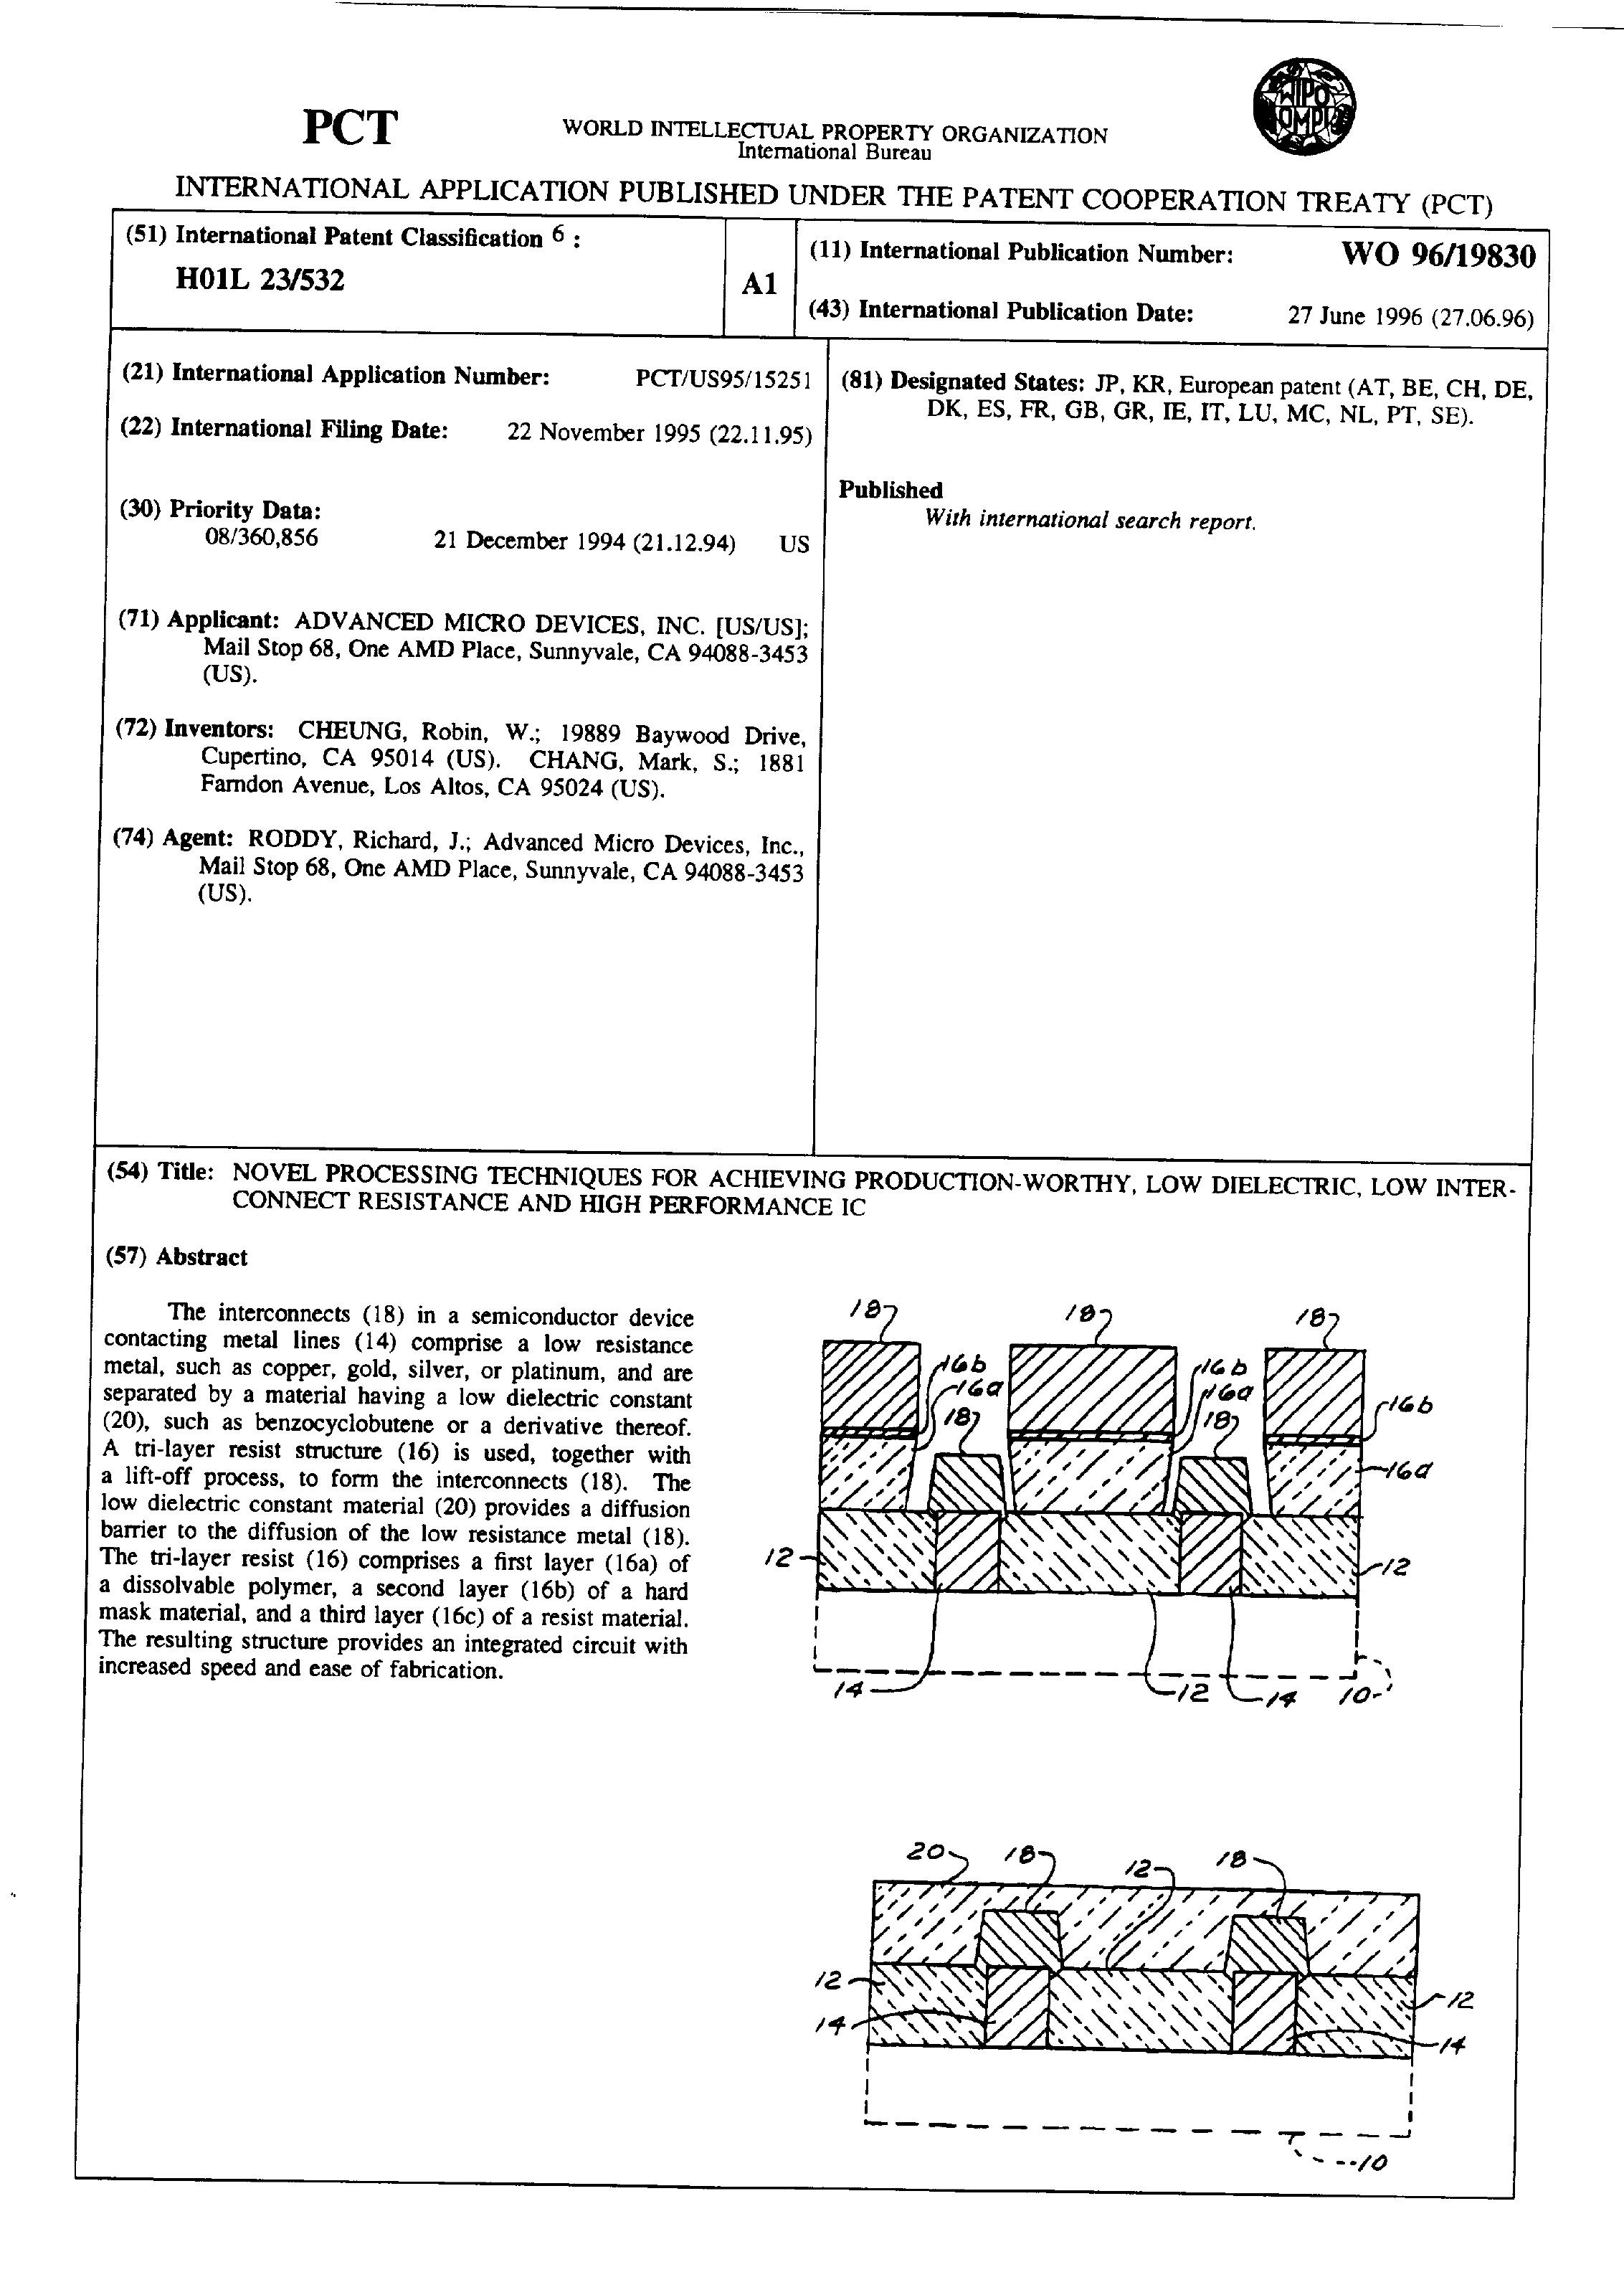 WIPO
OMPI
PCT
WORLD INTELLECTUAL PROPERTY ORGANIZATION
International Bureau
INTERNATIONAL APPLICATION PUBLISHED UNDER THE PATENT COOPERATION TREATY (PCT)
(51) International Patent Classification 6 :
H01L 23/532
A1
(11) International Publication Number: WO 96/19830
(43) International Publication Date: 27 June 1996 (27.06.96)
(21) International Application Number: PCT/US95/15251
(22) International Filing Date: 22 November 1995 (22.11.95)
(30) Priority Data:
08/360,856 21 December 1994 (21.12.94) US
(71) Applicant: ADVANCED MICRO DEVICES, INC. [US/US];
Mail Stop 68, One AMD Place, Sunnyvale, CA 94088-3453
(US).
(72) Inventors: CHEUNG, Robin, W.; 19889 Baywood Drive,
Cupertino, CA 95014 (US). CHANG, Mark, S.; 1881
Farndon Avenue, Los Altos, CA 95024 (US).
(74) Agent: RODDY, Richard, J.; Advanced Micro Devices, Inc.,
Mail Stop 68, One AMD Place, Sunnyvale, CA 94088-3453
(US).
(81) Designated States: JP, KR, European patent (AT, BE, CH, DE,
DK, ES, FR, GB, GR, IE, IT, LU, MC, NL, PT, SE).
Published
With international search report.
(54) Title: NOVEL PROCESSING TECHNIQUES FOR ACHIEVING PRODUCTION-WORTHY, LOW DIELECTRIC, LOW INTER-
CONNECT RESISTANCE AND HIGH PERFORMANCE IC
(57) Abstract
The interconnects (18) in a semiconductor device
contacting metal lines (14) comprise a low resistance
metal, such as copper, gold, silver, or platinum, and are
separated by a material having a low dielectric constant
(20), such as benzocyclobutene or a derivative thereof.
A tri-layer resist structure (16) is used, together with
a lift-off process, to form the interconnects (18). The
low dielectric constant material (20) provides a diffusion
barrier to the diffusion of the low resistance metal (18).
The tri-layer resist (16) comprises a first layer (16a) of
a dissolvable polymer, a second layer (16b) of a hard
mask material, and a third layer (16c) of a resist material.
The resulting structure provides an integrated circuit with
increased speed and ease of fabrication.
18 18 18
16b 16b
16a 16a 16b
18 18
16a
12 12
14 12 14 10
20 18 12 18
12 12
14 14
10